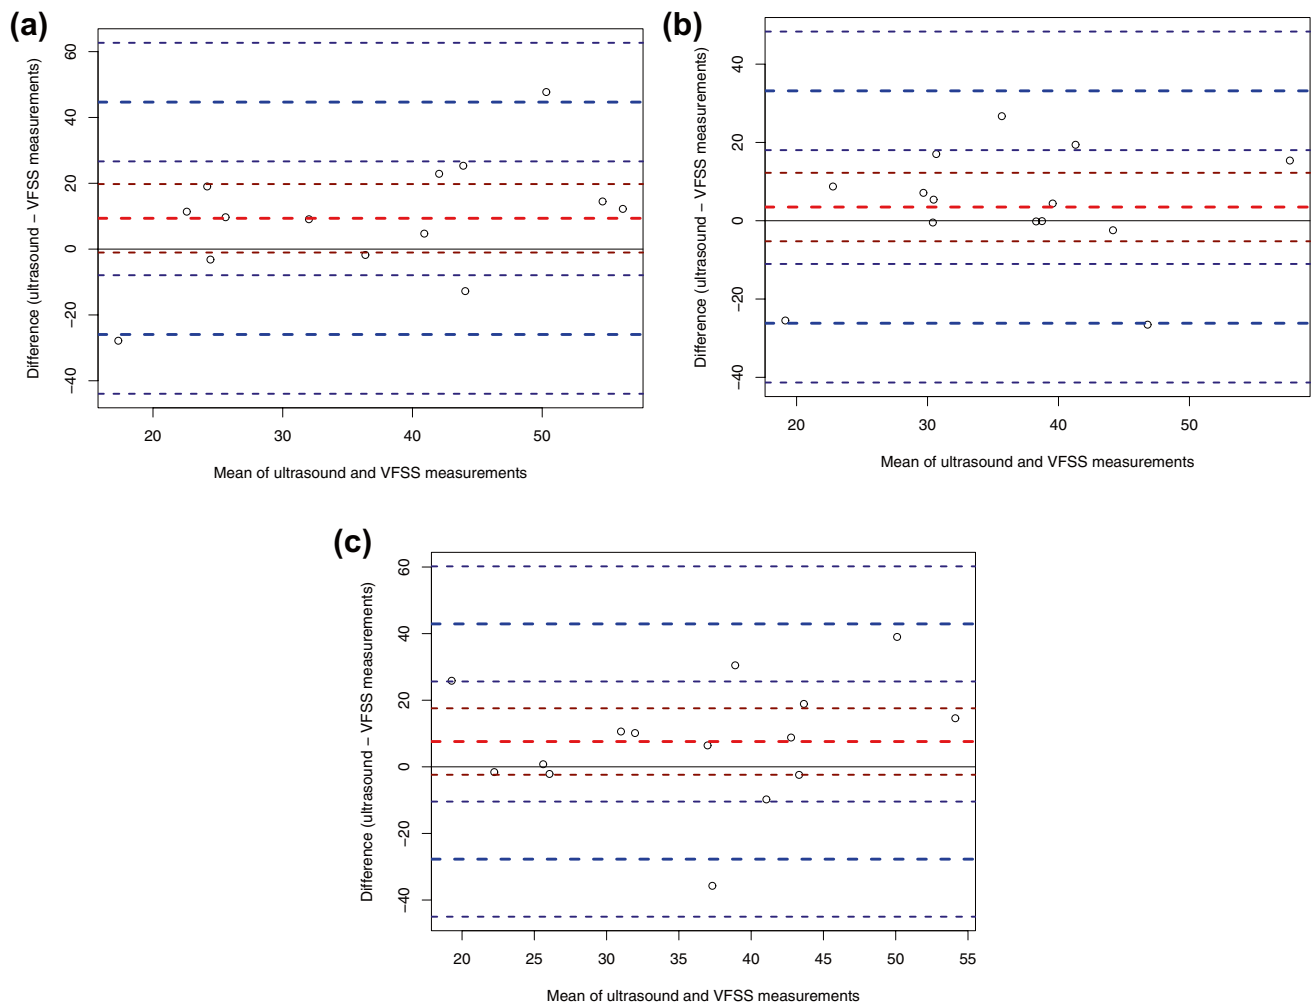 (a)
Difference (ultrasound − VFSS measurements)
60
40
20
0
−20
−40
20 30 40 50
Mean of ultrasound and VFSS measurements
(b)
Difference (ultrasound − VFSS measurements)
40
20
0
−20
−40
20 30 40 50
Mean of ultrasound and VFSS measurements
(c)
Difference (ultrasound − VFSS measurements)
60
40
20
0
−20
−40
20 25 30 35 40 45 50 55
Mean of ultrasound and VFSS measurements